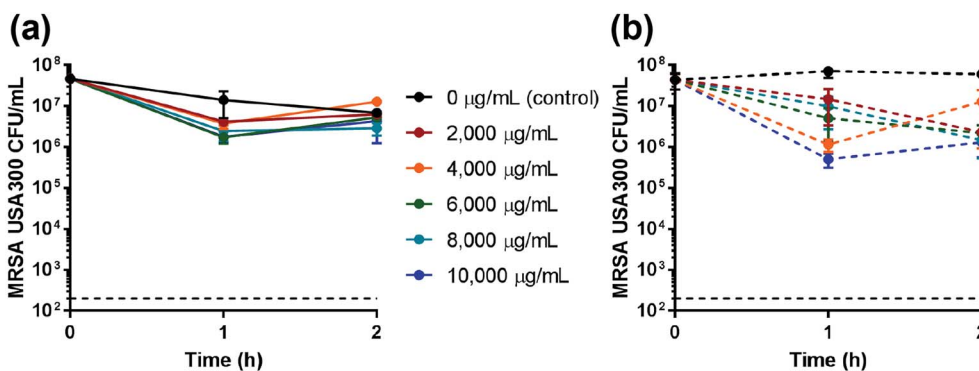 (a)
MRSA USA300 CFU/mL
10⁸
10⁷
10⁶
10⁵
10⁴
10³
10²
0
1
2
Time (h)
0 µg/mL (control)
2,000 µg/mL
4,000 µg/mL
6,000 µg/mL
8,000 µg/mL
10,000 µg/mL
(b)
MRSA USA300 CFU/mL
10⁸
10⁷
10⁶
10⁵
10⁴
10³
10²
0
1
2
Time (h)